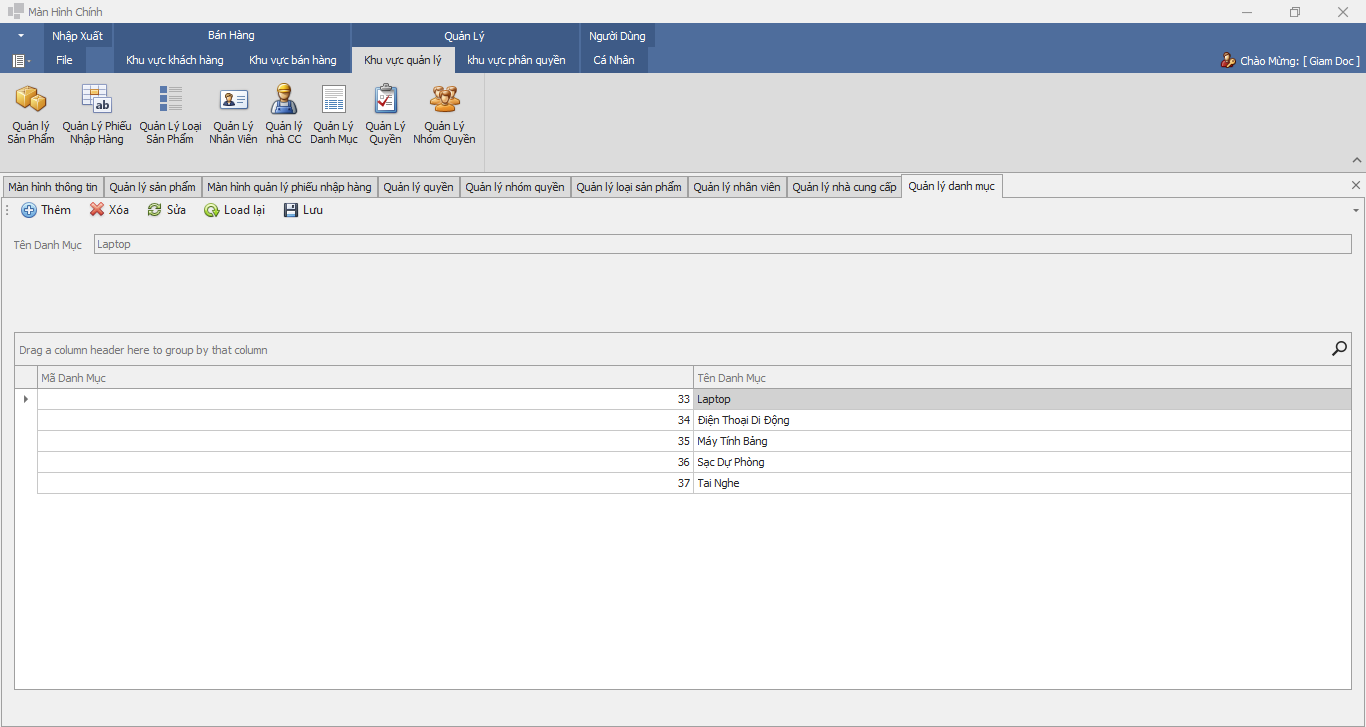 Màn Hình Chính
Nhập Xuất Bán Hàng Quản Lý Người Dùng
File Khu vực khách hàng Khu vực bán hàng Khu vực quản lý khu vực phân quyền Cá Nhân Chào Mừng: [ Giam Doc ]
ab
Quản lý Sản Phẩm
Quản Lý Phiếu Nhập Hàng
Quản Lý Loại Sản Phẩm
Quản Lý Nhân Viên
Quản lý nhà CC
Quản Lý Danh Mục
Quản Lý Quyền
Quản Lý Nhóm Quyền
Màn hình thông tin Quản lý sản phẩm Màn hình quản lý phiếu nhập hàng Quản lý quyền Quản lý nhóm quyền Quản lý loại sản phẩm Quản lý nhân viên Quản lý nhà cung cấp Quản lý danh mục
Thêm Xóa Sửa Load lại Lưu
Tên Danh Mục Laptop
Drag a column header here to group by that column
Mã Danh Mục Tên Danh Mục
33 Laptop
34 Điện Thoại Di Động
35 Máy Tính Bảng
36 Sạc Dự Phòng
37 Tai Nghe